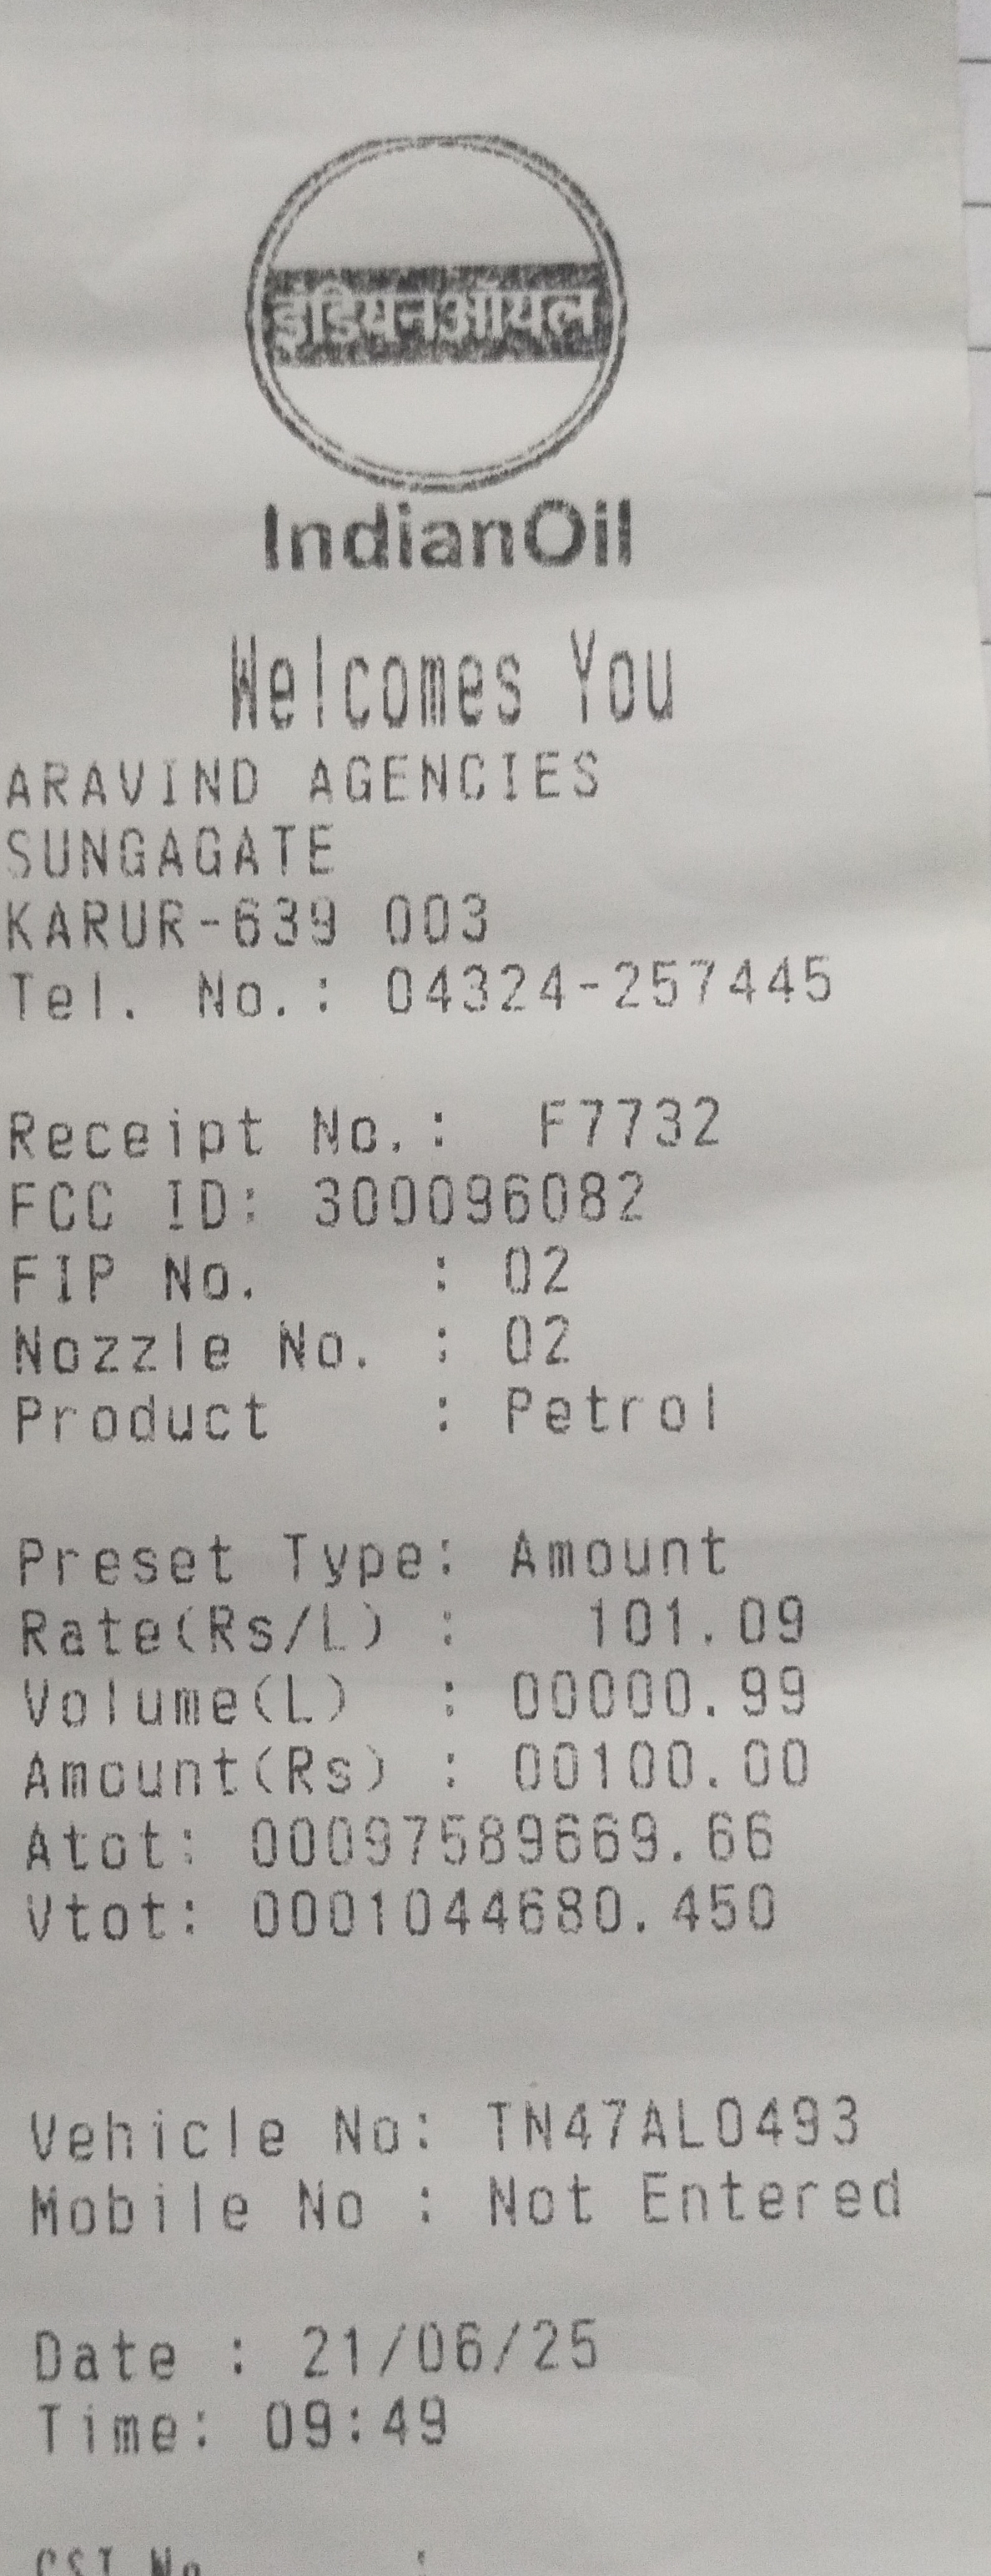 इंडियनऑयल
IndianOil
Welcomes You
ARAVIND AGENCIES
SUNGAGATE
KARUR-639 003
Tel. No.: 04324-257445
Receipt No.: F7732
FCC ID: 300096082
FIP No. : 02
Nozzle No. : 02
Product : Petrol
Preset Type: Amount
Rate(Rs/L) : 101.09
Volume(L) : 00000.99
Amount(Rs) : 00100.00
Atot: 00097589669.66
Vtot: 0001044680.450
Vehicle No: TN47AL0493
Mobile No : Not Entered
Date : 21/06/25
Time: 09:49
CST No :